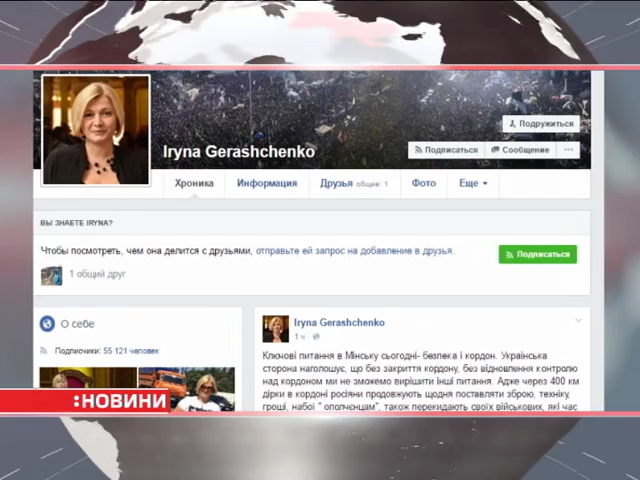 Iryna Gerashchenko
Подружиться
Подписаться
Сообщение
Хроника
Информация
Друзья общие: 1
Фото
Еще
ВЫ ЗНАЕТЕ IRYNA?
Чтобы посмотреть, чем она делится с друзьями, отправьте ей запрос на добавление в друзья.
Подписаться
1 общий друг
О себе
Подписчики: 55 121 человек
Iryna Gerashchenko
1 ч ·
Ключові питання в Мінську сьогодні- безпека і кордон. Українська
сторона наголошує, що без закриття кордону, без відновлення контролю
над кордоном ми не зможемо вирішити інші питання. Адже через 400 км
дірки в кордоні росіяни продовжують щодня поставляти зброю, техніку,
гроші, набої " ополченцам", також перекидають своїх військових, які час
:НОВИНИ